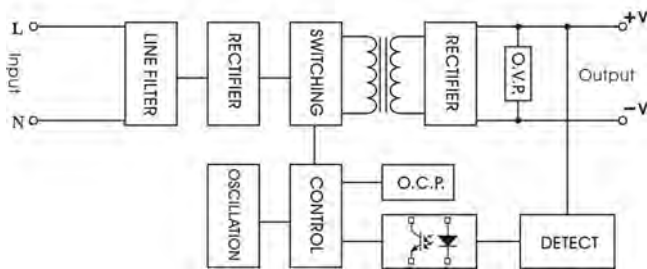 L
Input
N
LINE FILTER
RECTIFIER
SWITCHING
RECTIFIER
O.V.P.
+V
Output
-V
OSCILLATION
CONTROL
O.C.P.
DETECT